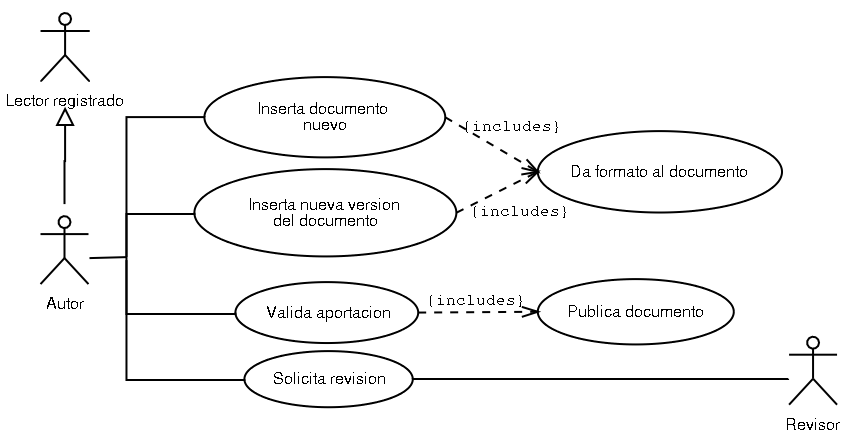 Lector registrado
Inserta documento
nuevo
{includes}
Da formato al documento
Inserta nueva version
del documento
{includes}
Autor
{includes}
Valida aportacion
Publica documento
Solicita revision
Revisor